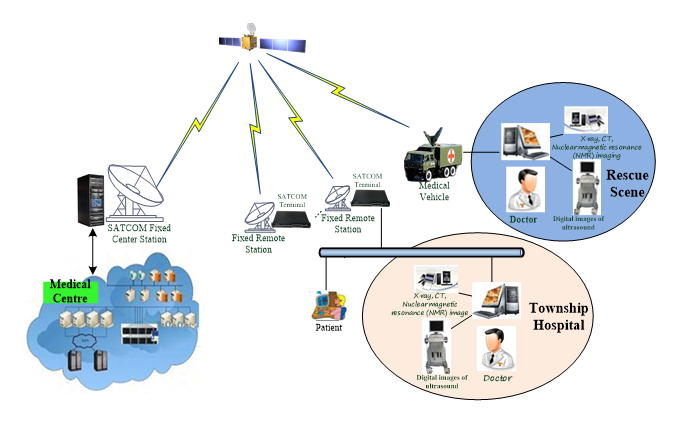 SATCOM Fixed
Center Station
SATCOM
Terminal
Fixed Remote
Station
SATCOM
Terminal
Fixed Remote
Station
Medical
Vehicle
X-ray, CT,
Nuclear magnetic resonance
(NMR) imaging
Rescue
Scene
Doctor
Digital images of
ultrasound
Medical
Centre
Patient
X-ray, CT,
Nuclear magnetic
resonance (NMR) image
Township
Hospital
Digital images of
ultrasound
Doctor